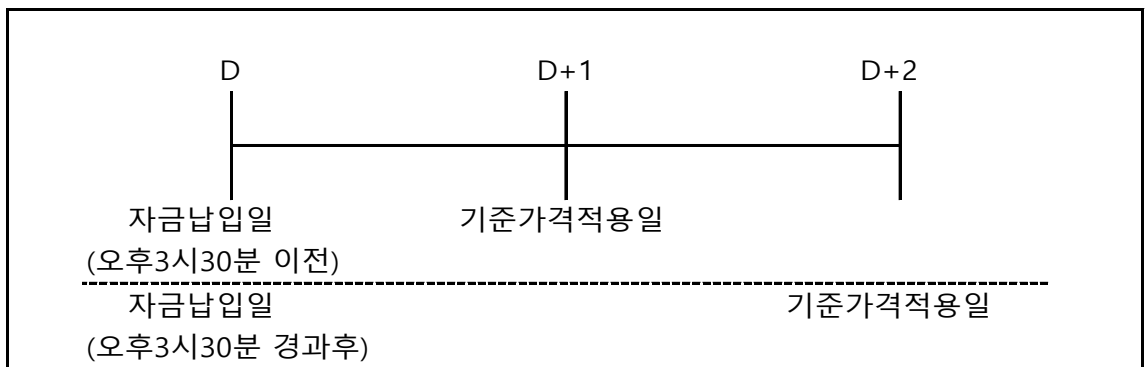 D D+1 D+2
자금납입일 기준가격적용일
(오후3시30분 이전)
자금납입일 기준가격적용일
(오후3시30분 경과후)